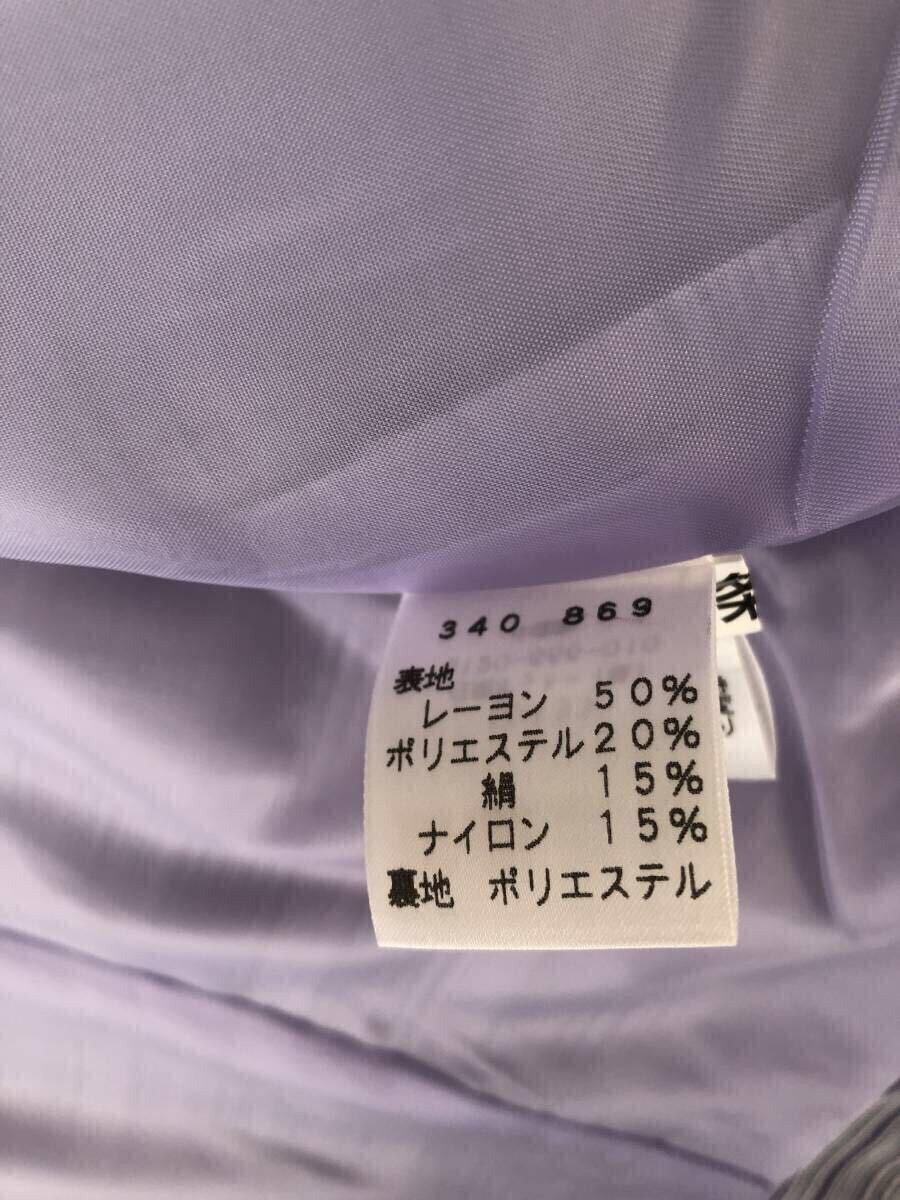 340 869
表地
レーヨン 50%
ポリエステル20%
絹 15%
ナイロン 15%
裏地 ポリエステル
条